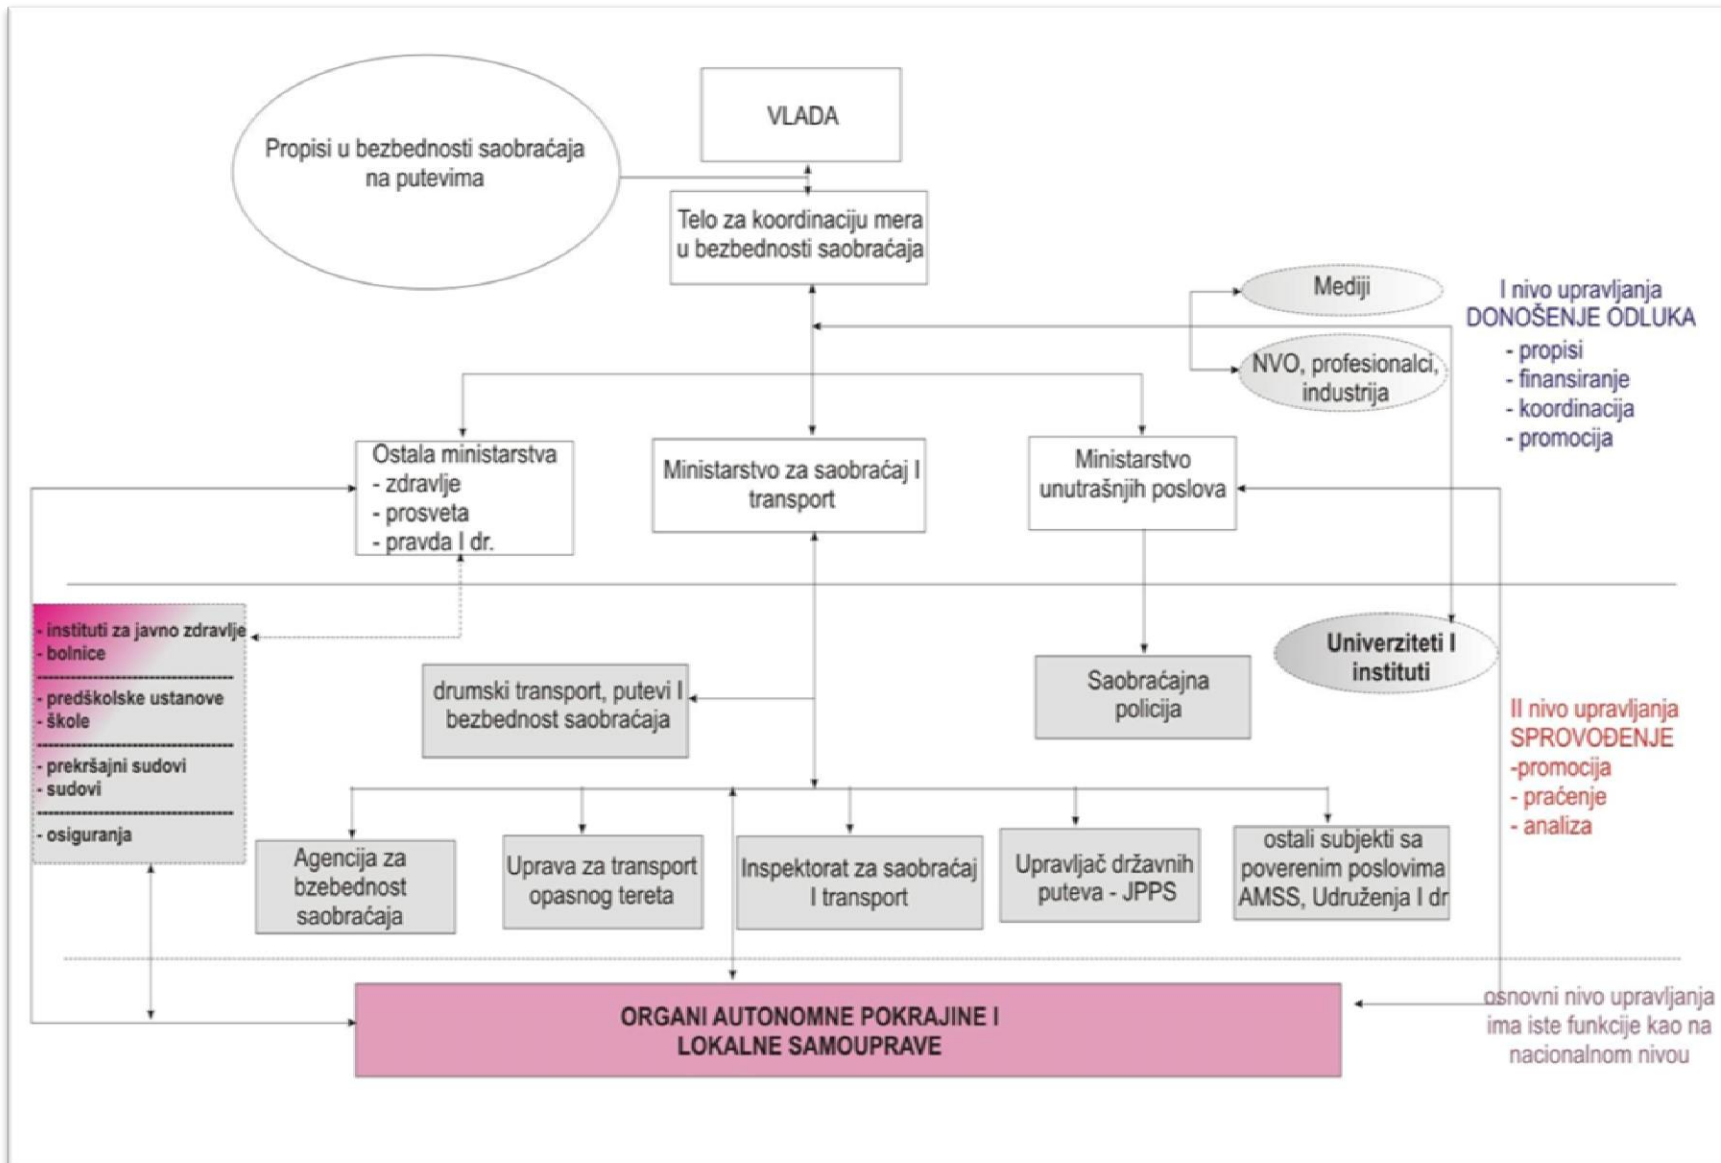 VLADA
Propisi u bezbednosti saobraćaja
na putevima
Telo za koordinaciju mera
u bezbednosti saobraćaja
Mediji
NVO, profesionalci,
industrija
I nivo upravljanja
DONOŠENJE ODLUKA
- propisi
- finansiranje
- koordinacija
- promocija
Ostala ministarstva
- zdravlje
- prosveta
- pravda I dr.
Ministarstvo za saobraćaj I
transport
Ministarstvo
unutrašnjih poslova
- instituti za javno zdravlje
- bolnice
- predškolske ustanove
- škole
- prekršajni sudovi
- sudovi
- osiguranja
drumski transport, putevi I
bezbednost saobraćaja
Saobraćajna
policija
Univerziteti I
instituti
II nivo upravljanja
SPROVOĐENJE
-promocija
- praćenje
- analiza
Agencija za
bzebednost
saobraćaja
Uprava za transport
opasnog tereta
Inspektorat za saobraćaj
I transport
Upravljač državnih
puteva - JPPS
ostali subjekti sa
poverenim poslovima
AMSS, Udruženja I dr
ORGANI AUTONOMNE POKRAJINE I
LOKALNE SAMOUPRAVE
osnovni nivo upravljanja
ima iste funkcije kao na
nacionalnom nivou